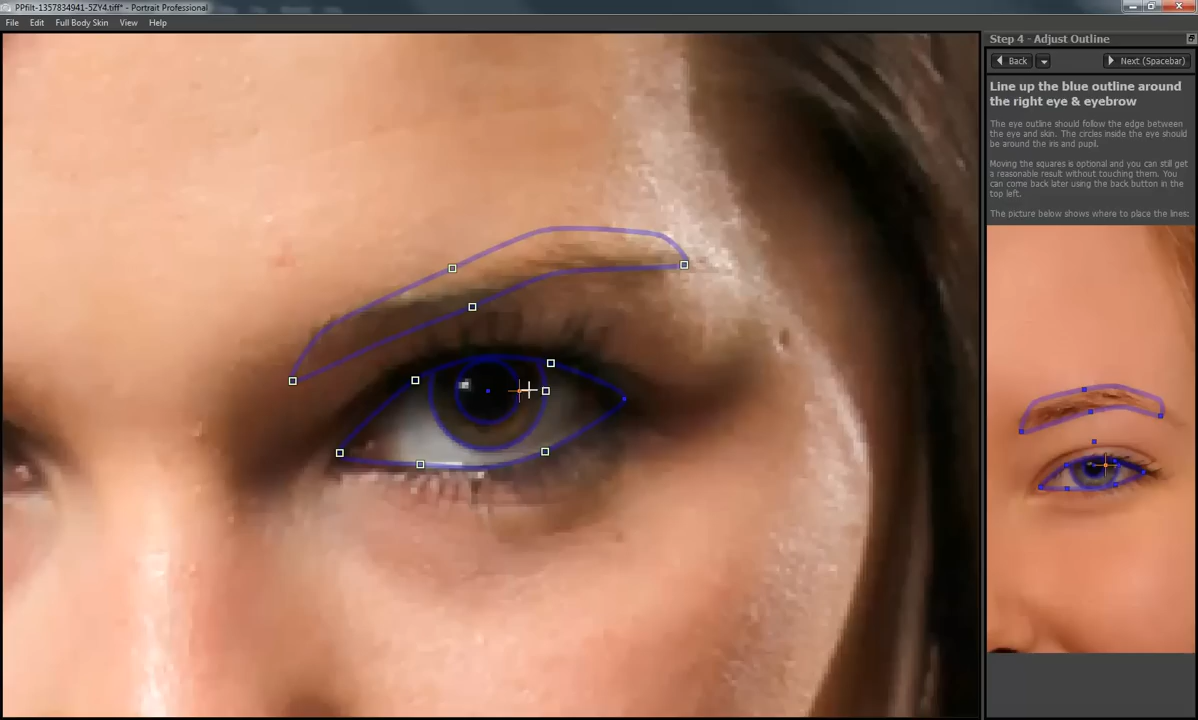 PPfilt-1357834941-5ZY4.tiff* - Portrait Professional
File Edit Full Body Skin View Help
Step 4 - Adjust Outline
Back Next (Spacebar)
Line up the blue outline around
the right eye & eyebrow
The eye outline should follow the edge between
the eye and skin. The circles inside the eye should
be around the iris and pupil.
Moving the squares is optional and you can still get
a reasonable result without touching them. You
can come back later using the back button in the
top left.
The picture below shows where to place the lines: